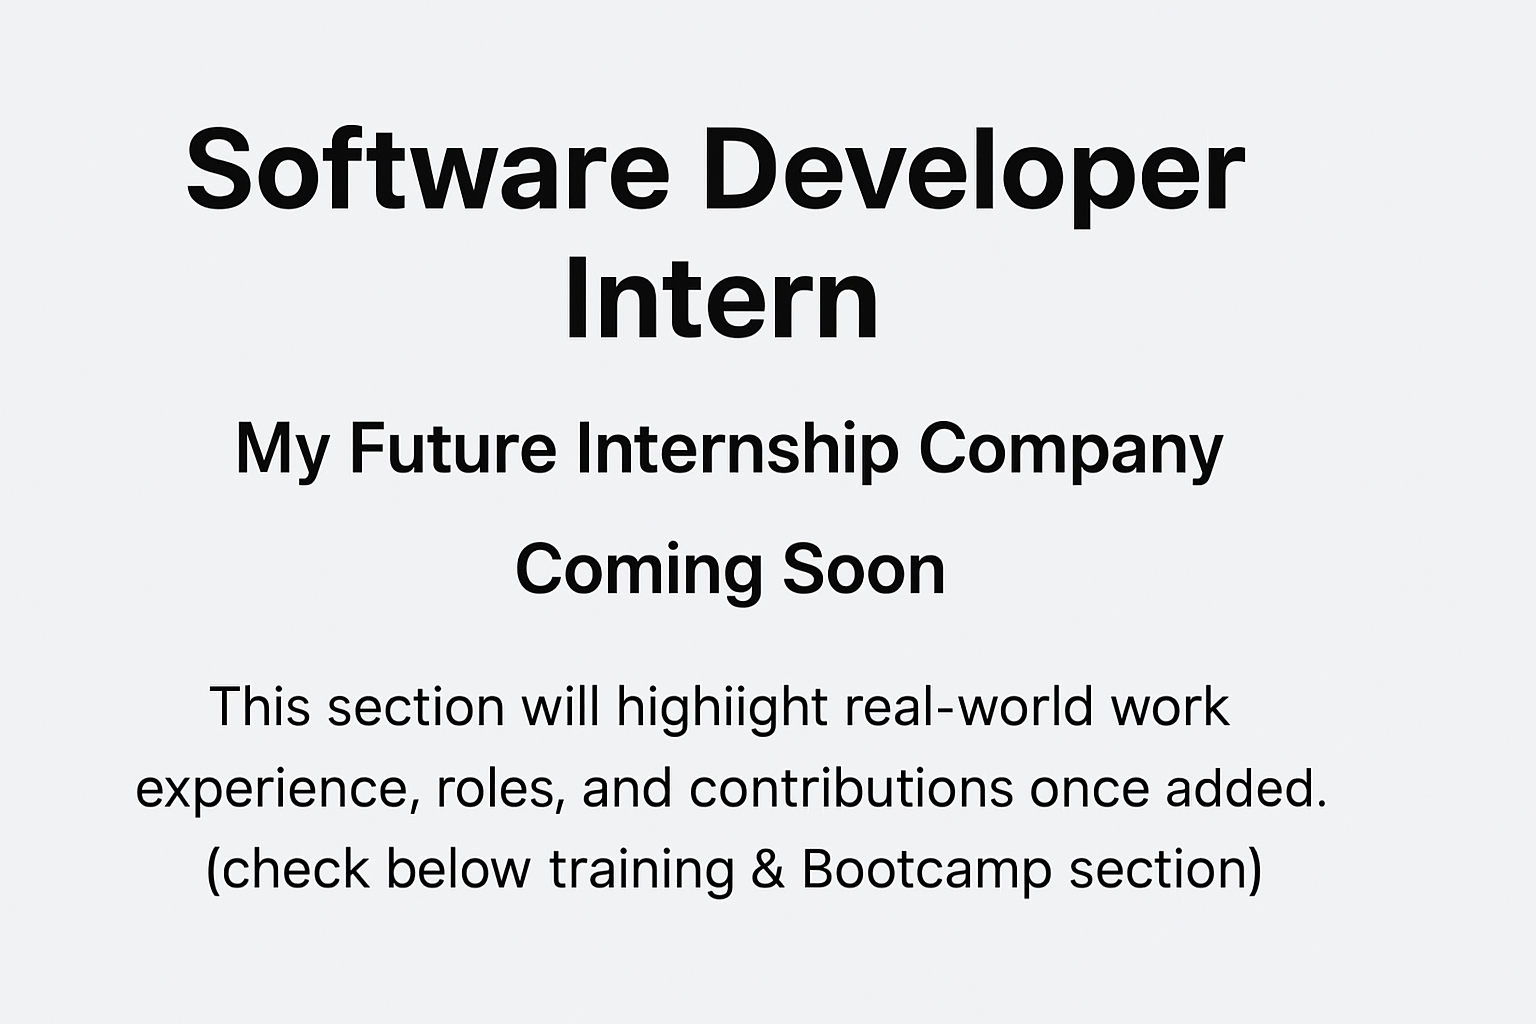 Software Developer
Intern
My Future Internship Company
Coming Soon
This section will highiight real-world work
experience, roles, and contributions once added.
(check below training & Bootcamp section)